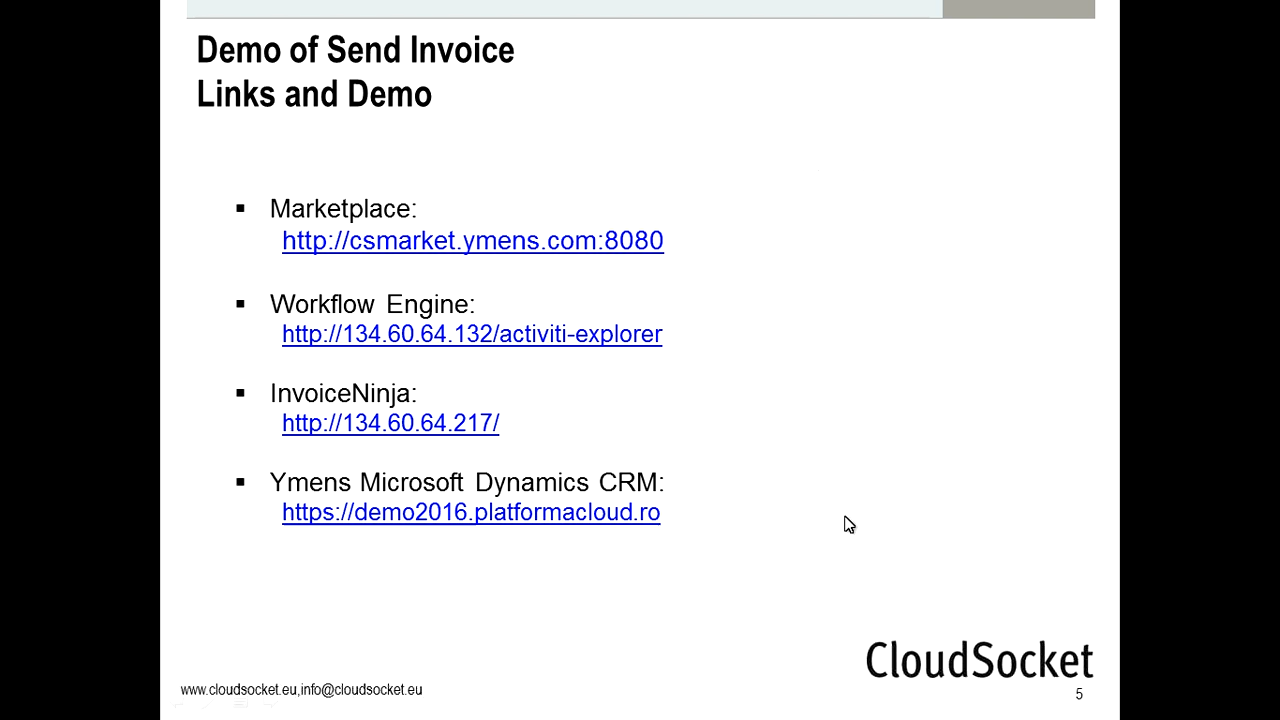 Demo of Send Invoice
Links and Demo
▪ Marketplace:
http://csmarket.ymens.com:8080
▪ Workflow Engine:
http://134.60.64.132/activiti-explorer
▪ InvoiceNinja:
http://134.60.64.217/
▪ Ymens Microsoft Dynamics CRM:
https://demo2016.platformacloud.ro
CloudSocket
www.cloudsocket.eu,info@cloudsocket.eu
5